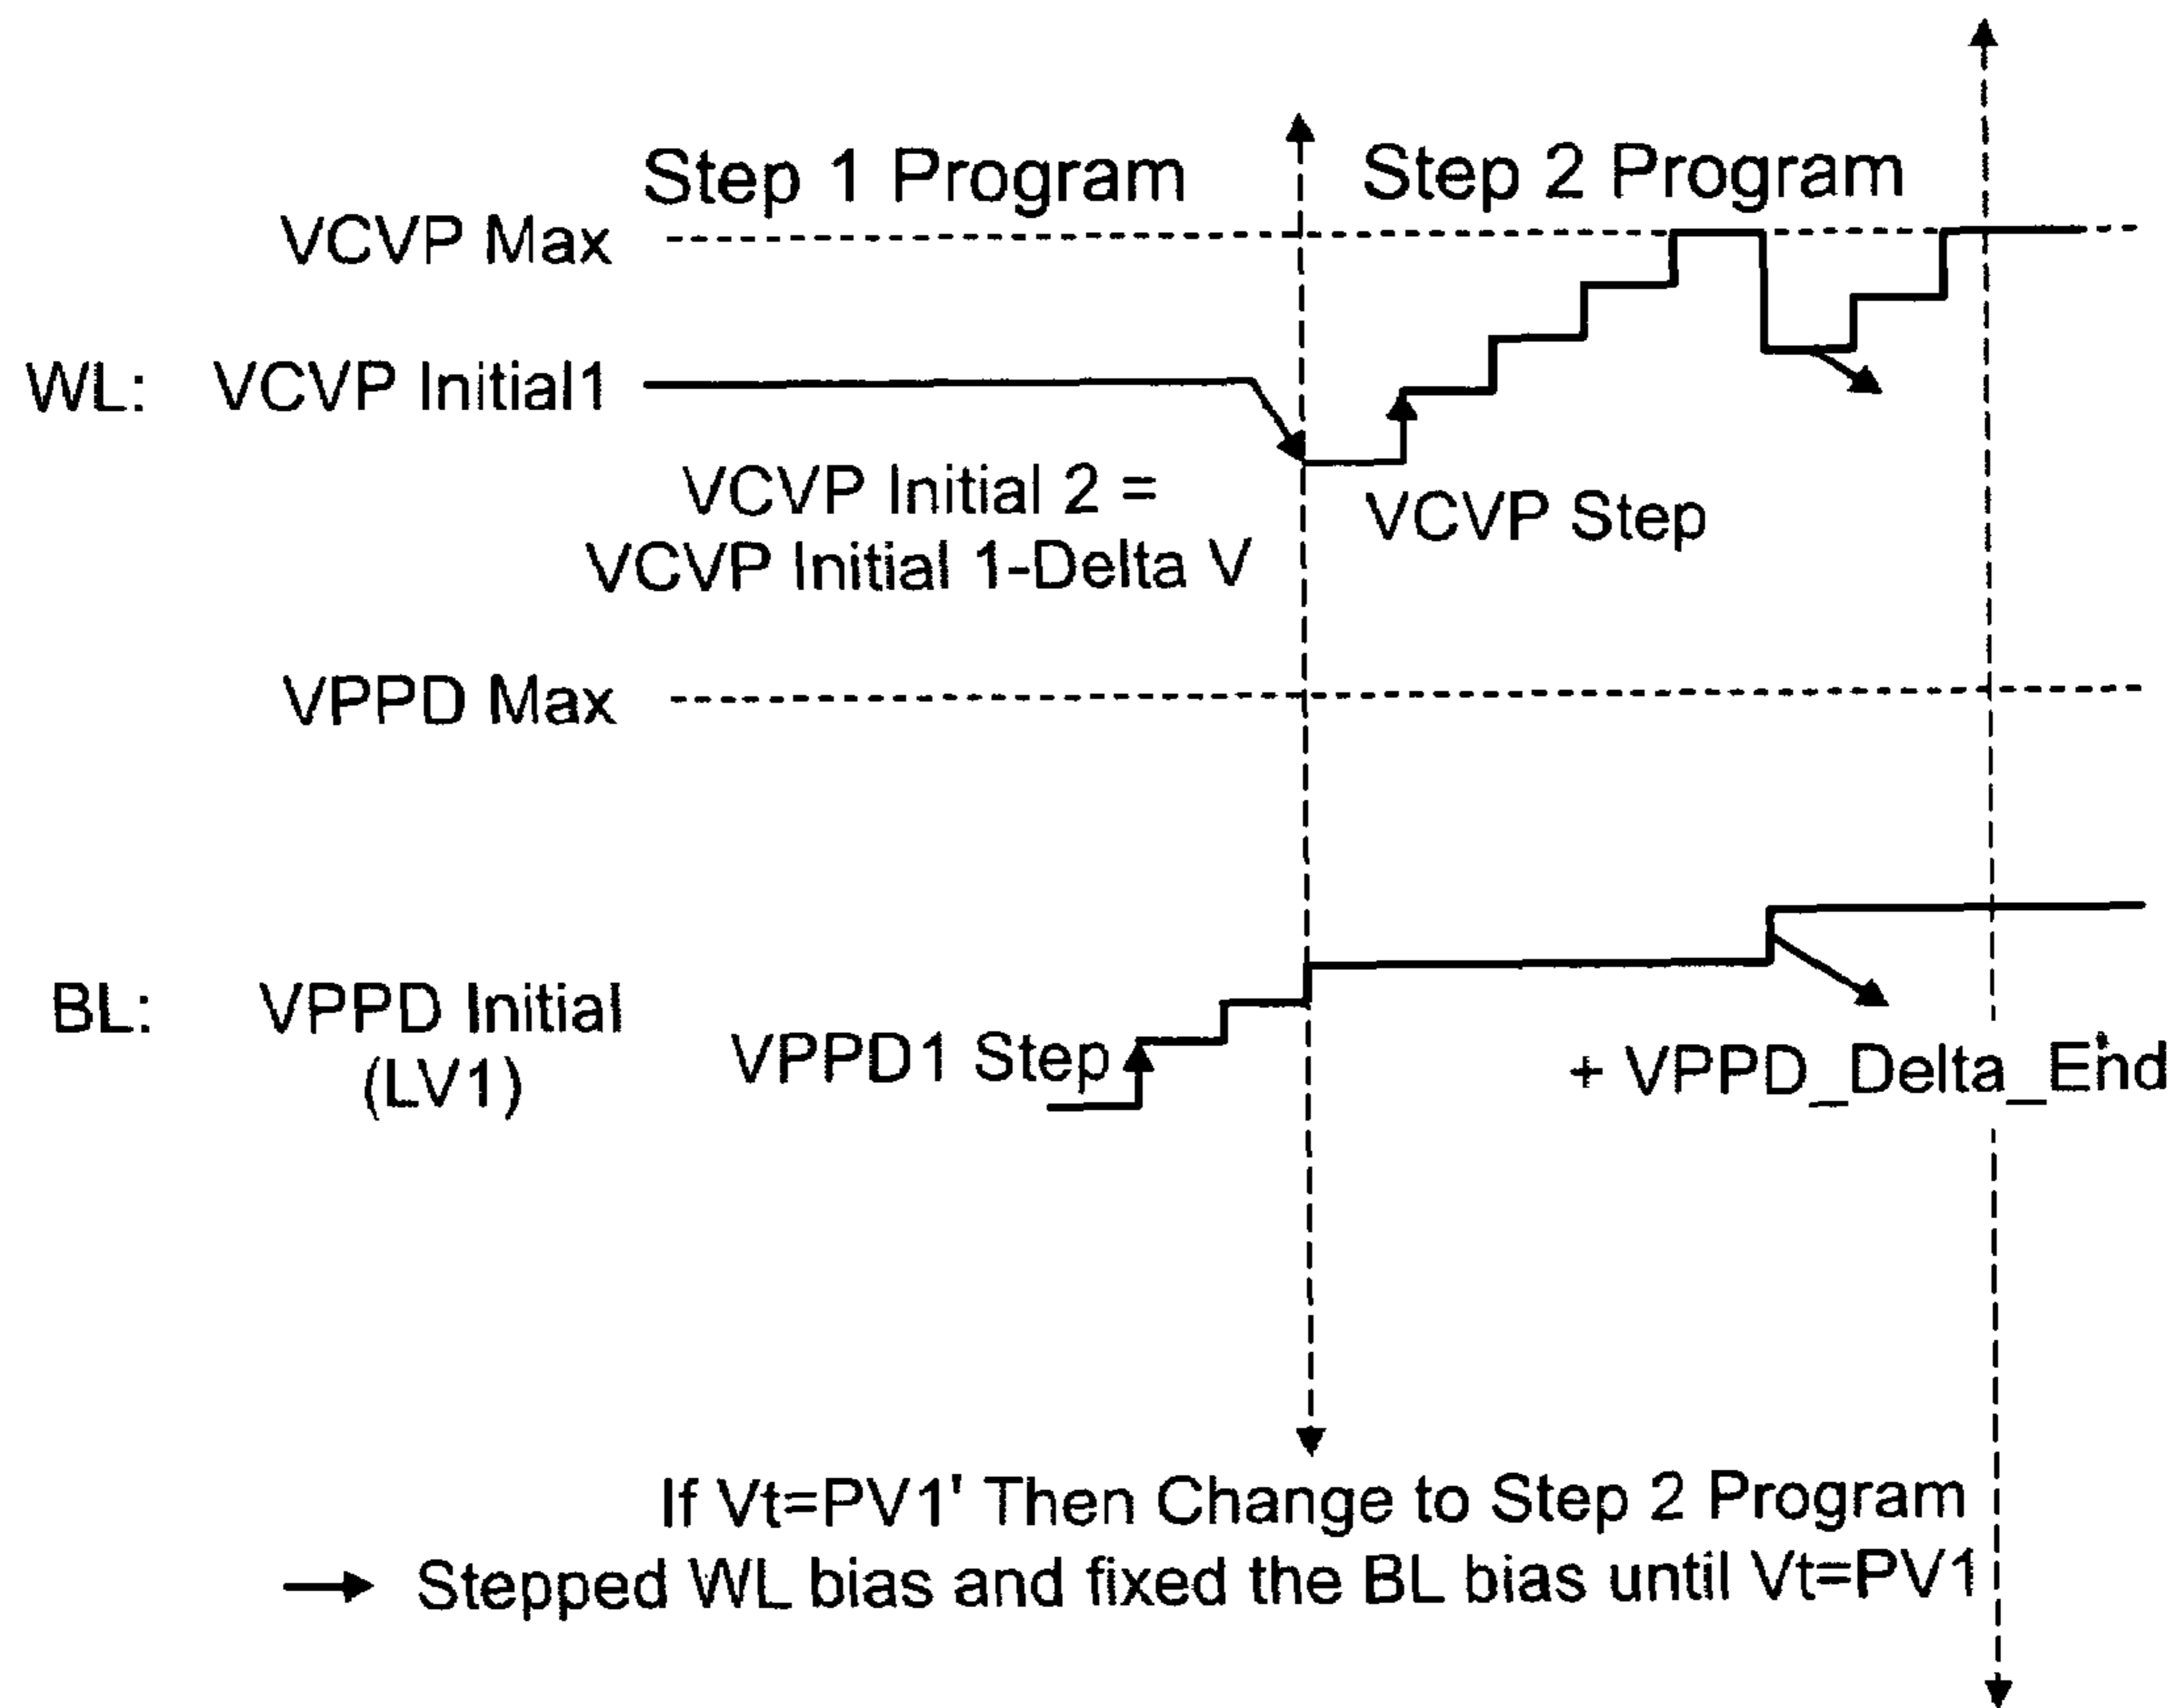 Step 1 Program
Step 2 Program
VCVP Max
WL: VCVP Initial1
VCVP Initial 2 =
VCVP Initial 1-Delta V
VCVP Step
VPPD Max
BL: VPPD Initial
(LV1)
VPPD1 Step
+ VPPD_Delta_End
If Vt=PV1' Then Change to Step 2 Program
Stepped WL bias and fixed the BL bias until Vt=PV1